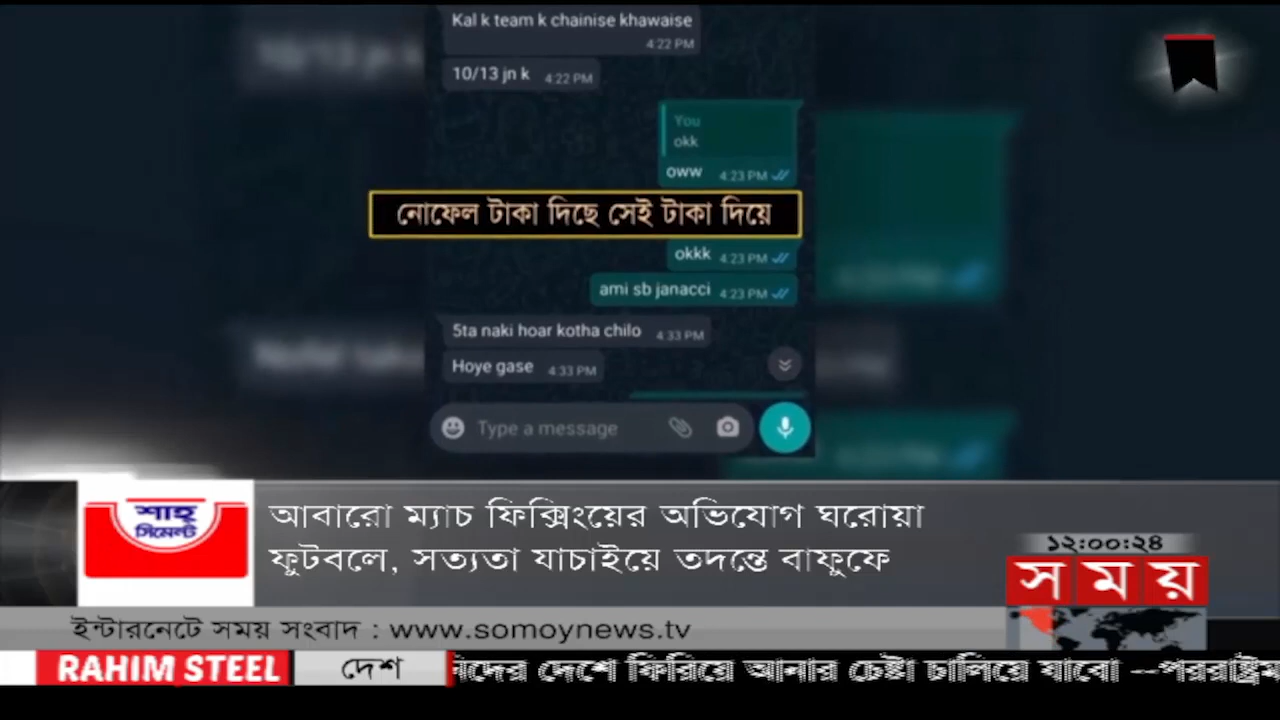 Kal k team k chainise khawaise
4:22 PM
10/13 jn k 4:22 PM
You
okk
oww 4:23 PM
নোফেল টাকা দিছে সেই টাকা দিয়ে
okkk 4:23 PM
ami sb janacci 4:23 PM
5ta naki hoar kotha chilo 4:33 PM
Hoye gase 4:33 PM
Type a message
শাহ্
সিমেন্ট
আবারো ম্যাচ ফিক্সিংয়ের অভিযোগ ঘরোয়া
ফুটবলে, সত্যতা যাচাইয়ে তদন্তে বাফুফে
১২:০০:২৪
সময়
ইন্টারনেটে সময় সংবাদ : www.somoynews.tv
RAHIM STEEL দেশ দেশে ফিরিয়ে আনার চেষ্টা চালিয়ে যাবো --পররাষ্ট্রম